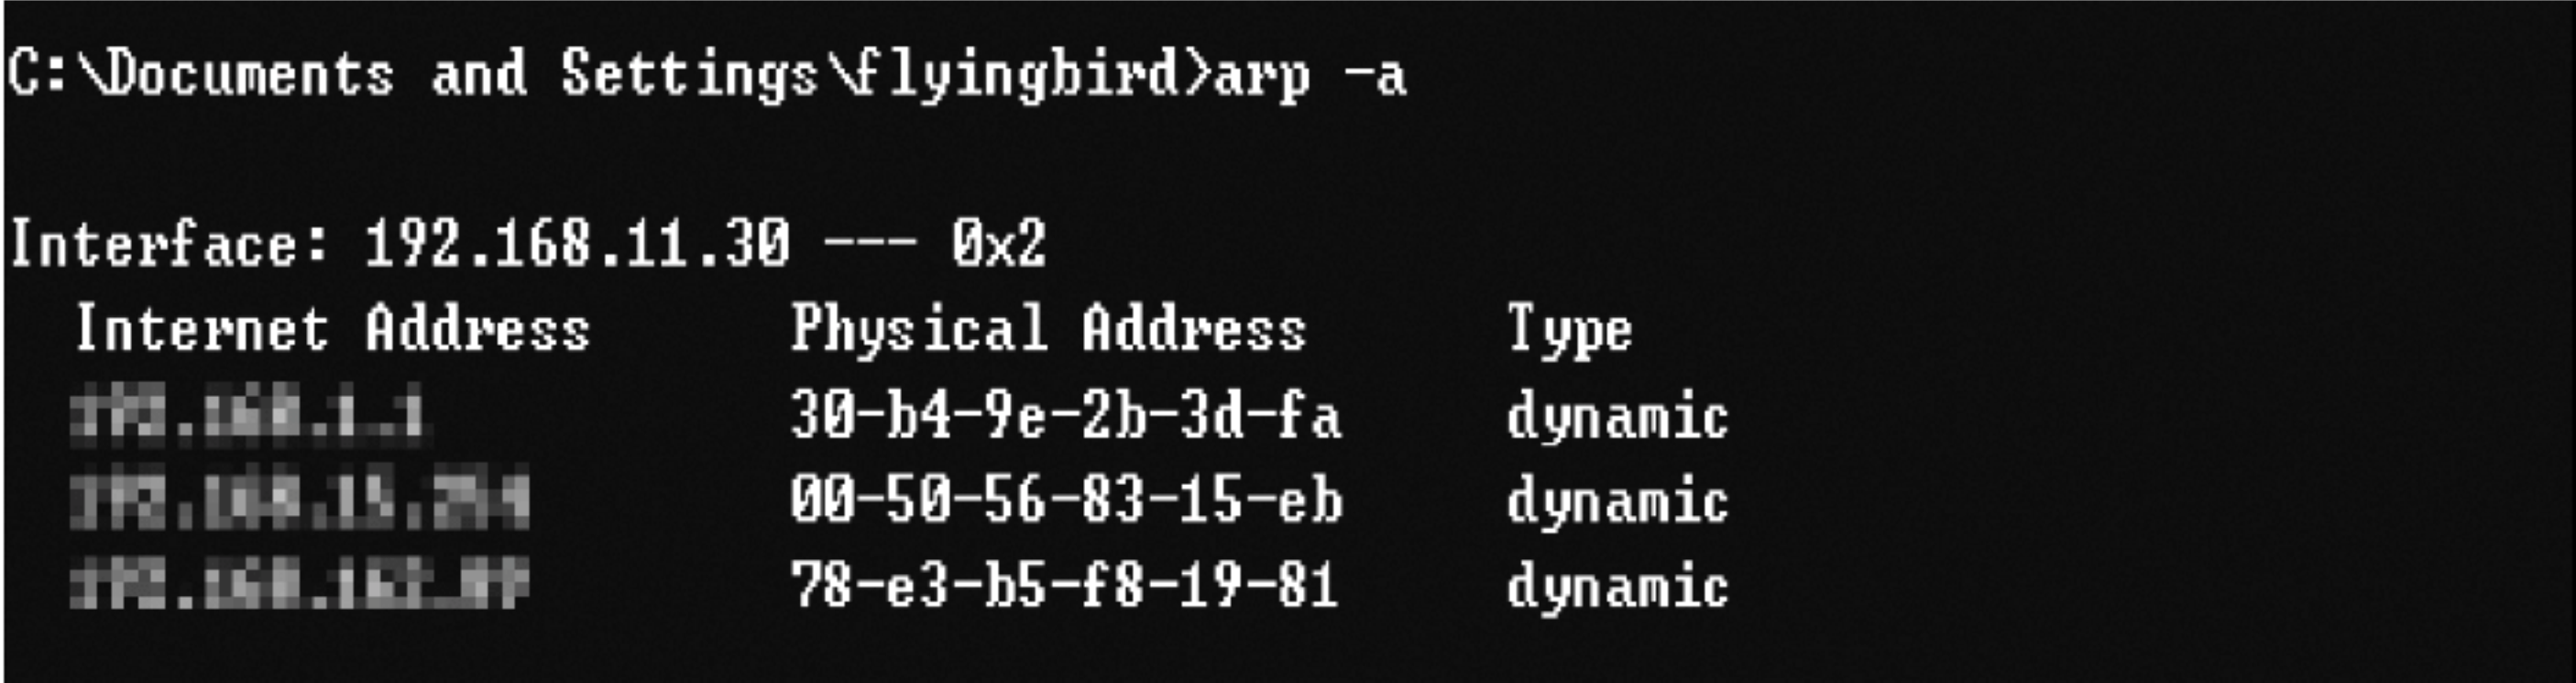 C:\Documents and Settings\flyingbird>arp -a
Interface: 192.168.11.30 --- 0x2
Internet Address Physical Address Type
30-b4-9e-2b-3d-fa dynamic
00-50-56-83-15-eb dynamic
78-e3-b5-f8-19-81 dynamic